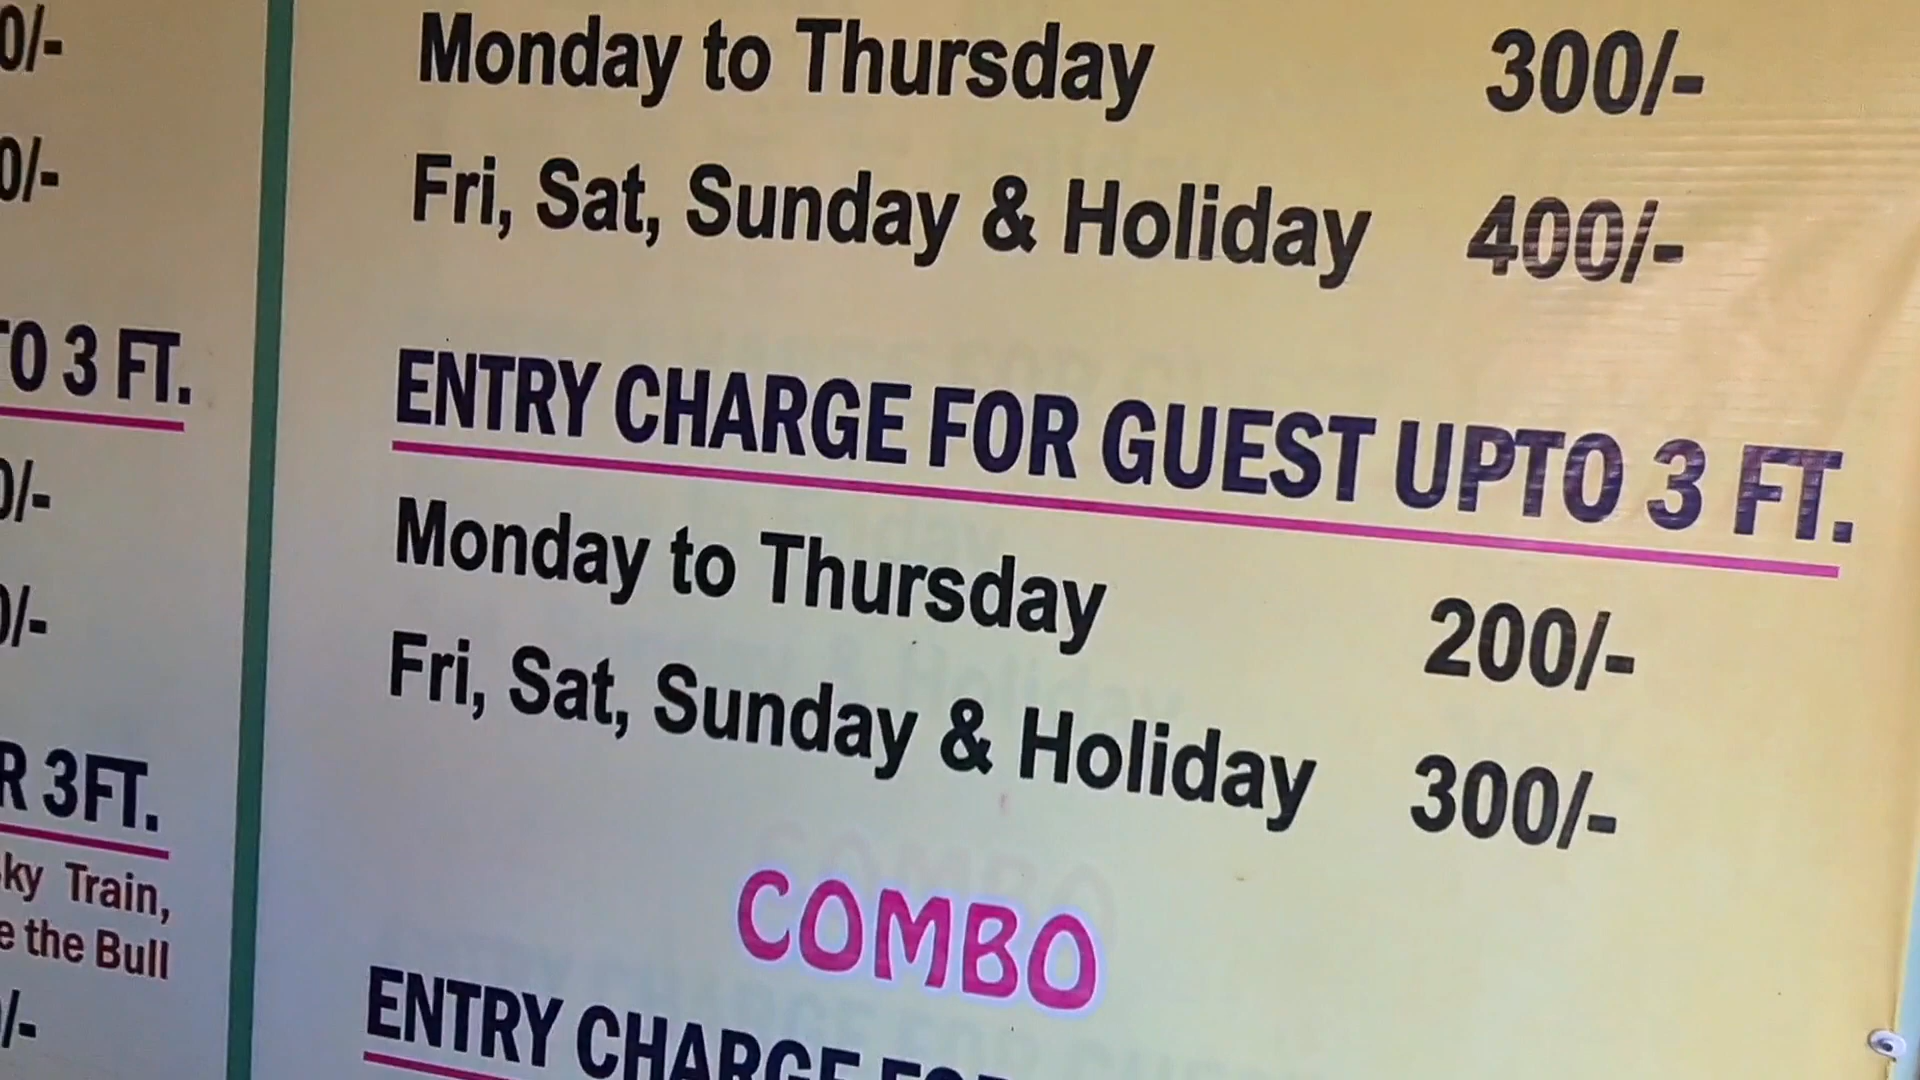 0/-
0/-
TO 3 FT.
0/-
0/-
R 3FT.
ky Train,
e the Bull
/-
Monday to Thursday 300/-
Fri, Sat, Sunday & Holiday 400/-
ENTRY CHARGE FOR GUEST UPTO 3 FT.
Monday to Thursday 200/-
Fri, Sat, Sunday & Holiday 300/-
COMBO
ENTRY CHARGE FOR